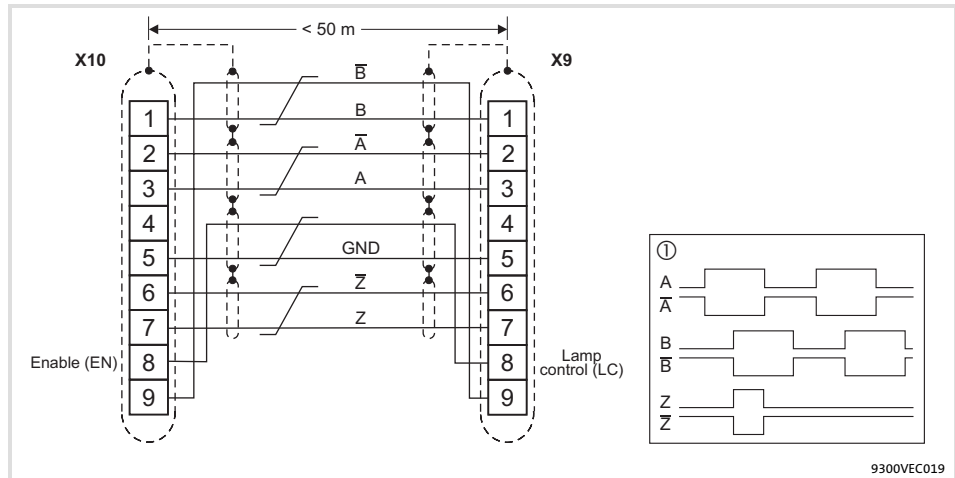 < 50 m
X10
X9
B̅
1
B
1
2
A̅
2
3
A
3
4
4
5
GND
5
6
Z̅
6
7
Z
7
Enable (EN)
8
8
Lamp
control (LC)
9
9
①
A
A̅
B
B̅
Z
Z̅
9300VEC019